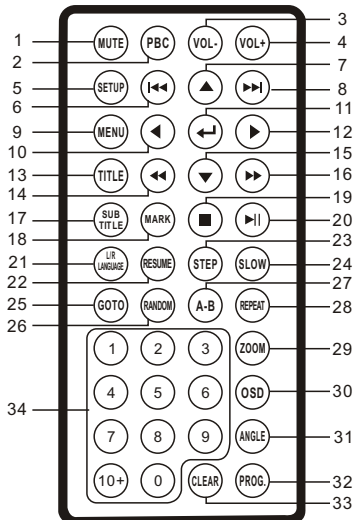 3
1 MUTE PBC VOL- VOL+ 4
2 7
5 SETUP 8
6 11
9 MENU 12
10 15
13 TITLE 16
14 19
17 SUB TITLE MARK 20
18 23
21 L/R LANGUAGE RESUME STEP SLOW 24
22 27
25 GOTO RANDOM A-B REPEAT 28
26
1 2 3 ZOOM 29
34 4 5 6 OSD 30
7 8 9 ANGLE 31
10+ 0 CLEAR PROG. 32
33